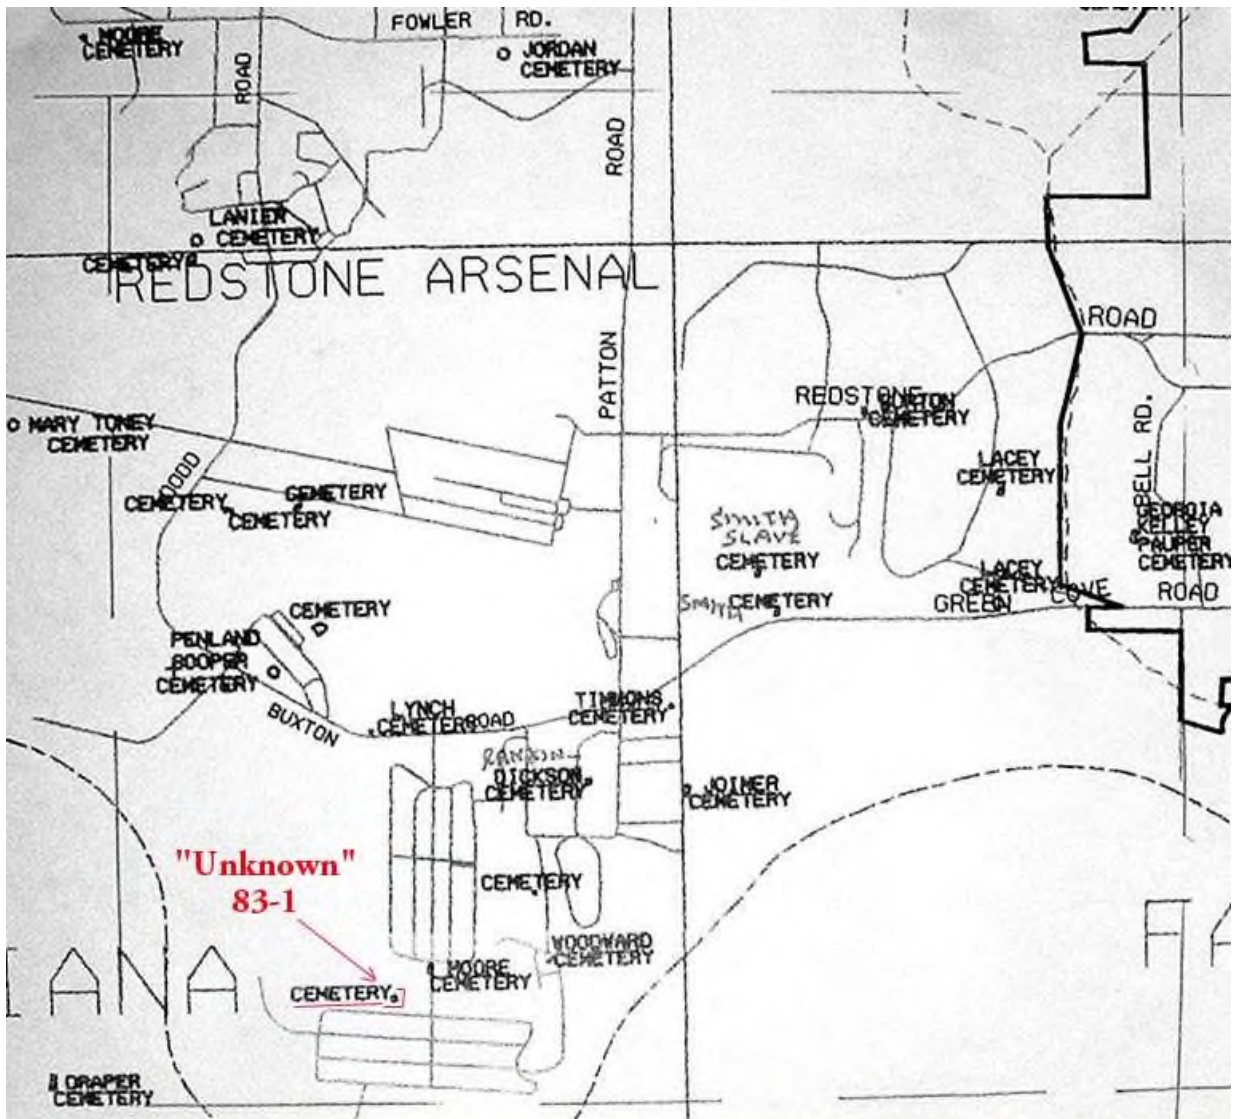 FOWLER RD.
MOORE
CEMETERY
JORDAN
CEMETERY
ROAD
ROAD
LANIER
CEMETERY
CEMETERY
REDSTONE ARSENAL
ROAD
PATTON
REDSTONE
CEMETERY
MARY TONEY
CEMETERY
BELL RD.
LACEY
CEMETERY
CEMETERY
CEMETERY
CEMETERY
GEORGIA
KELLEY
PAUPER
CEMETERY
SMITH
SLAVE
CEMETERY
LACEY
CEMETERY
SMITH CEMETERY
GREEN COVE ROAD
CEMETERY
PENLAND
CEMETERY
BUXTON ROAD
LYNCH
CEMETERY
TIMMONS
CEMETERY
DICKSON
CEMETERY
JOINER
CEMETERY
"Unknown"
83-1
CEMETERY
WOODWARD
CEMETERY
MOORE
CEMETERY
CEMETERY
DRAPER
CEMETERY